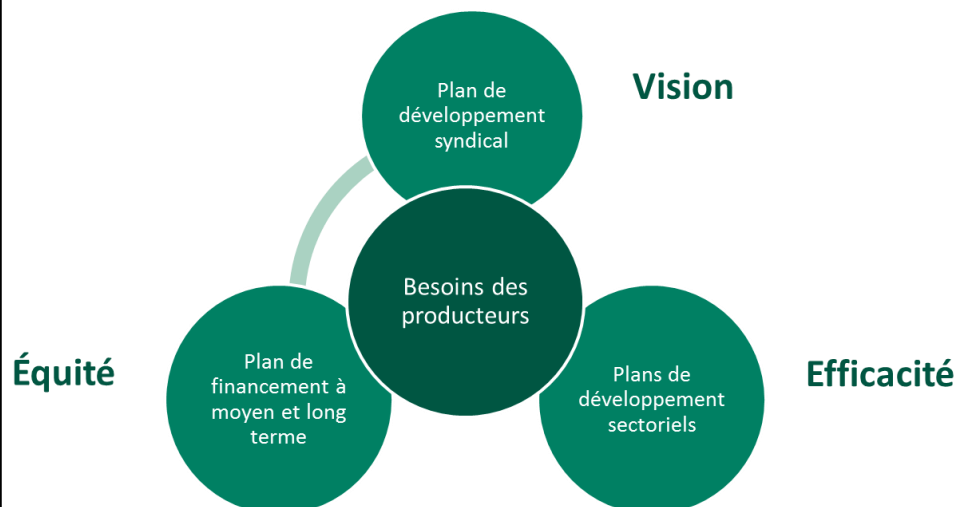 Plan de
développement
syndical
Vision
Besoins des
producteurs
Équité
Plan de
financement à
moyen et long
terme
Plans de
développement
sectoriels
Efficacité